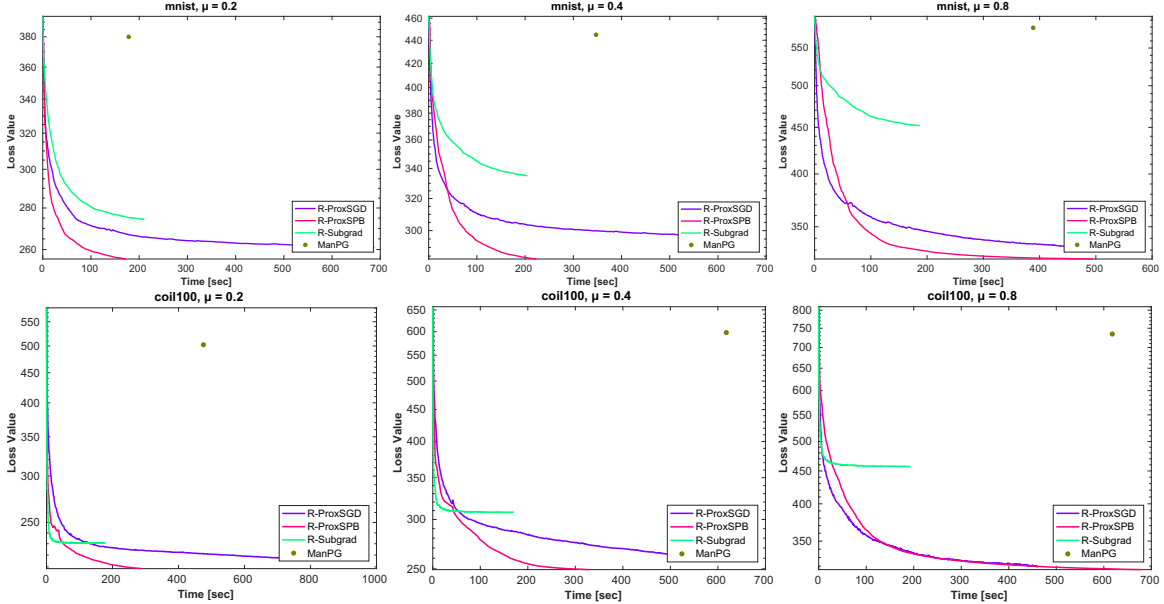 mnist, μ = 0.2
Loss Value
380
360
340
320
300
290
275
260
0
100
200
300
400
500
600
700
Time [sec]
R-ProxSGD
R-ProxSPB
R-Subgrad
ManPG
mnist, μ = 0.4
Loss Value
460
440
420
400
380
360
340
320
300
0
100
200
300
400
500
600
700
Time [sec]
R-ProxSGD
R-ProxSPB
R-Subgrad
ManPG
mnist, μ = 0.8
Loss Value
550
500
450
400
350
0
100
200
300
400
500
600
Time [sec]
R-ProxSGD
R-ProxSPB
R-Subgrad
ManPG
coil100, μ = 0.2
Loss Value
550
500
450
400
350
300
250
0
200
400
600
800
1000
Time [sec]
R-ProxSGD
R-ProxSPB
R-Subgrad
ManPG
coil100, μ = 0.4
Loss Value
650
600
550
500
450
400
350
300
250
0
100
200
300
400
500
600
700
Time [sec]
R-ProxSGD
R-ProxSPB
R-Subgrad
ManPG
coil100, μ = 0.8
Loss Value
800
750
700
650
600
550
500
450
400
350
0
100
200
300
400
500
600
700
Time [sec]
R-ProxSGD
R-ProxSPB
R-Subgrad
ManPG